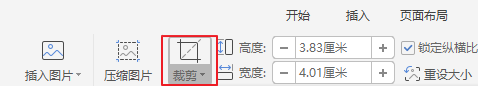 开始 插入 页面布局
高度: − 3.83厘米 + 锁定纵横比
插入图片 压缩图片 裁剪 宽度: − 4.01厘米 + 重设大小